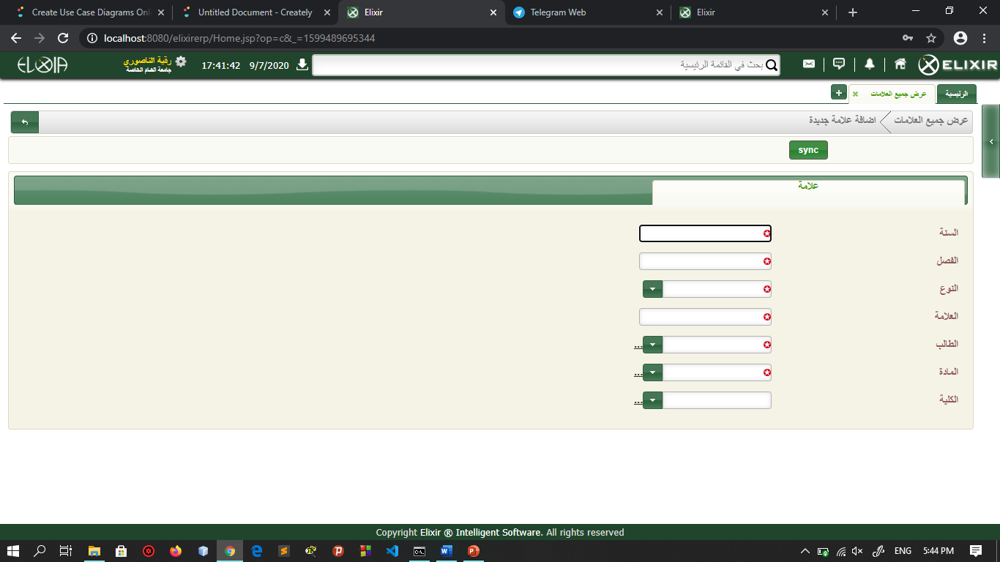 Create Use Case Diagrams Onl
Untitled Document - Creately
Elixir
Telegram Web
Elixir
localhost:8080/elixirerp/Home.jsp?op=c&_=1599489695344
ELIXIR
رقية الناصوري
جامعة الشام الخاصة
17:41:42 9/7/2020
بحث في القائمة الرئيسية
ELIXIR
الرئيسية
عرض جميع العلامات
عرض جميع العلامات
اضافة علامة جديدة
sync
علامة
السنة
الفصل
النوع
العلامة
الطالب
...
المادة
...
الكلية
...
Copyright Elixir ® Intelligent Software. All rights reserved
ENG
5:44 PM